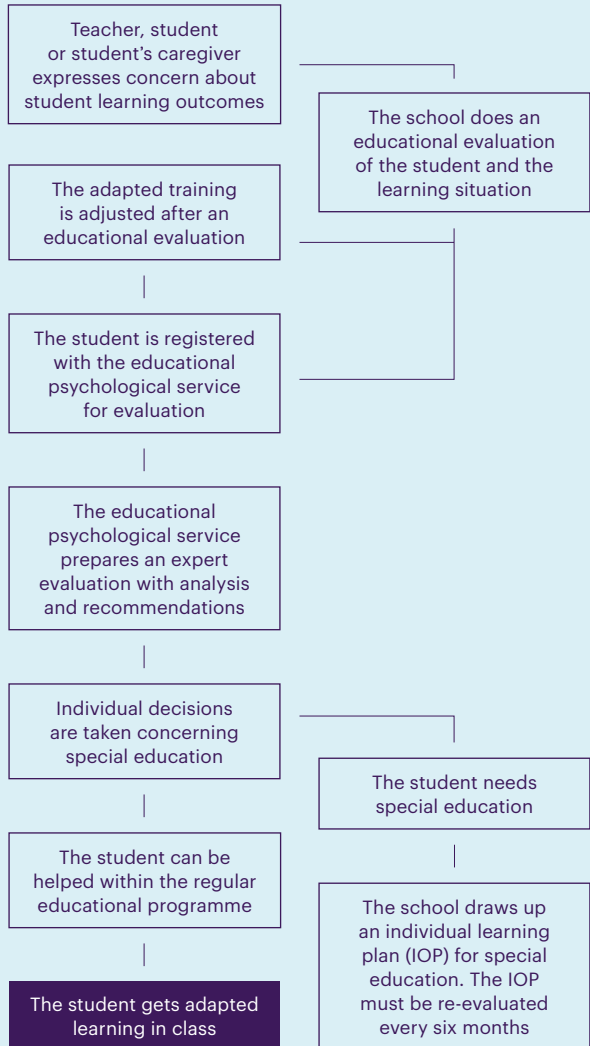 Teacher, student
or student's caregiver
expresses concern about
student learning outcomes
The school does an
educational evaluation
of the student and the
learning situation
The adapted training
is adjusted after an
educational evaluation
The student is registered
with the educational
psychological service
for evaluation
The educational
psychological service
prepares an expert
evaluation with analysis
and recommendations
Individual decisions
are taken concerning
special education
The student needs
special education
The student can be
helped within the regular
educational programme
The school draws up
an individual learning
plan (IOP) for special
education. The IOP
must be re-evaluated
every six months
The student gets adapted
learning in class